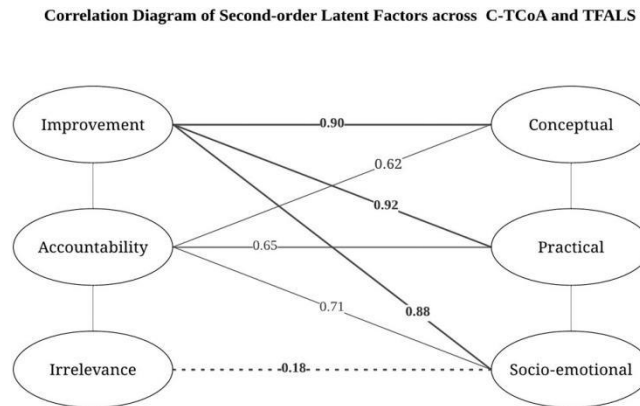 Correlation Diagram of Second-order Latent Factors across C-TCoA and TFALS
Improvement
0.90
Conceptual
0.62
0.92
Accountability
0.65
Practical
0.71
0.88
Irrelevance
-0.18
Socio-emotional